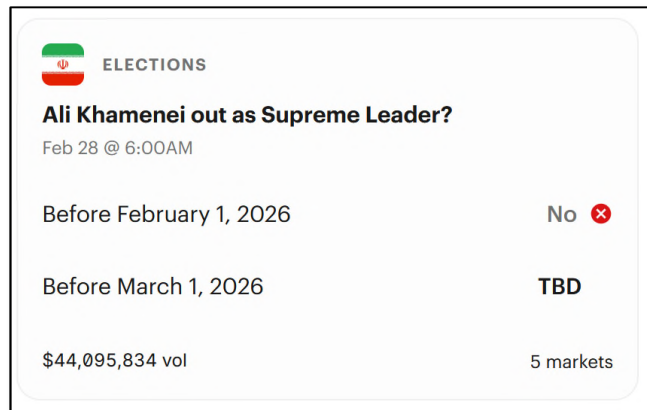 ELECTIONS
Ali Khamenei out as Supreme Leader?
Feb 28 @ 6:00AM
Before February 1, 2026 No
Before March 1, 2026 TBD
$44,095,834 vol 5 markets